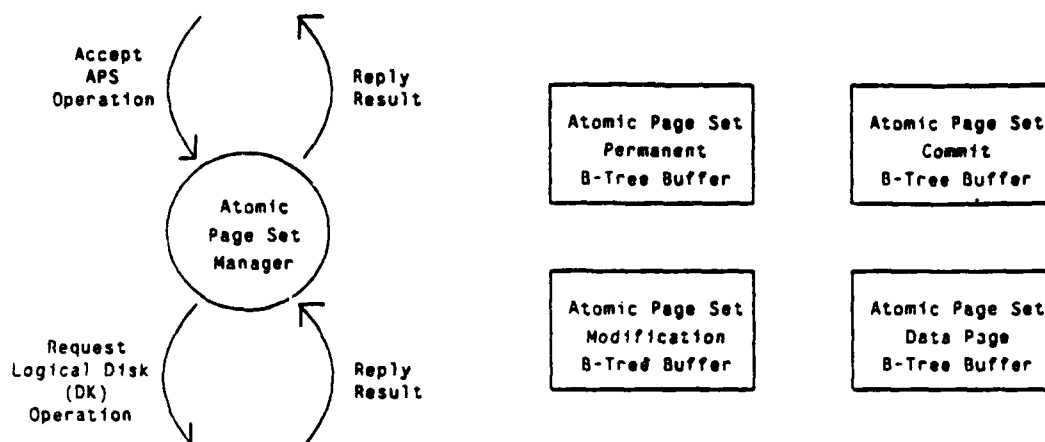 Accept
APS
Operation
Reply
Result
Atomic
Page Set
Manager
Request
Logical Disk
(DK)
Operation
Reply
Result
Atomic Page Set
Permanent
B-Tree Buffer
Atomic Page Set
Commit
B-Tree Buffer
Atomic Page Set
Modification
B-Tree Buffer
Atomic Page Set
Data Page
B-Tree Buffer